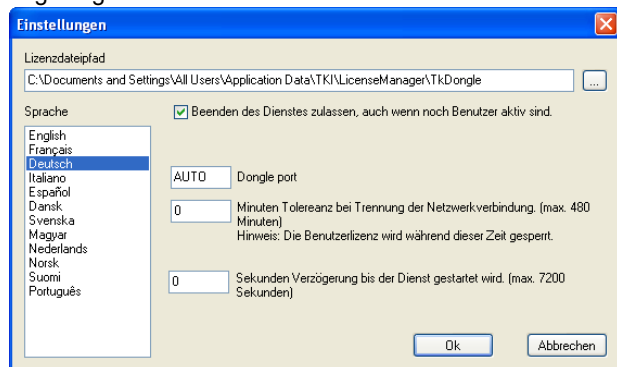 Einstellungen
Lizenzdateipfad
C:\Documents and Settings\All Users\Application Data\TKI\LicenseManager\TkDongle
...
Sprache
Beenden des Dienstes zulassen, auch wenn noch Benutzer aktiv sind.
English
Français
Deutsch
Italiano
Español
Dansk
Svenska
Magyar
Nederlands
Norsk
Suomi
Português
AUTO
Dongle port
0
Minuten Tolereanz bei Trennung der Netzwerkverbindung. (max. 480
Minuten)
Hinweis: Die Benutzerlizenz wird während dieser Zeit gesperrt.
0
Sekunden Verzögerung bis der Dienst gestartet wird. (max. 7200
Sekunden)
Ok
Abbrechen